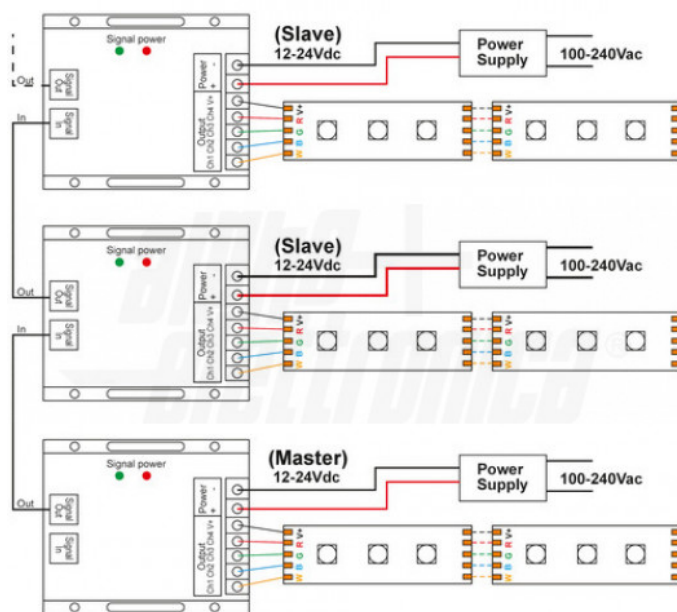 Signal power
(Slave)
12-24Vdc
Power
Supply
100-240Vac
Out
Signal Out
In
Signal In
Power
- +
Output
Ch1 Ch2 Ch3 Ch4 V+
V+
R
G
B
W
V+
R
G
B
W
Signal power
(Slave)
12-24Vdc
Power
Supply
100-240Vac
Out
Signal Out
In
Signal In
Power
- +
Output
Ch1 Ch2 Ch3 Ch4 V+
V+
R
G
B
W
V+
R
G
B
W
alpha elettronica®
Signal power
(Master)
12-24Vdc
Power
Supply
100-240Vac
Out
Signal Out
Signal In
Power
- +
Output
Ch1 Ch2 Ch3 Ch4 V+
V+
R
G
B
W
V+
R
G
B
W